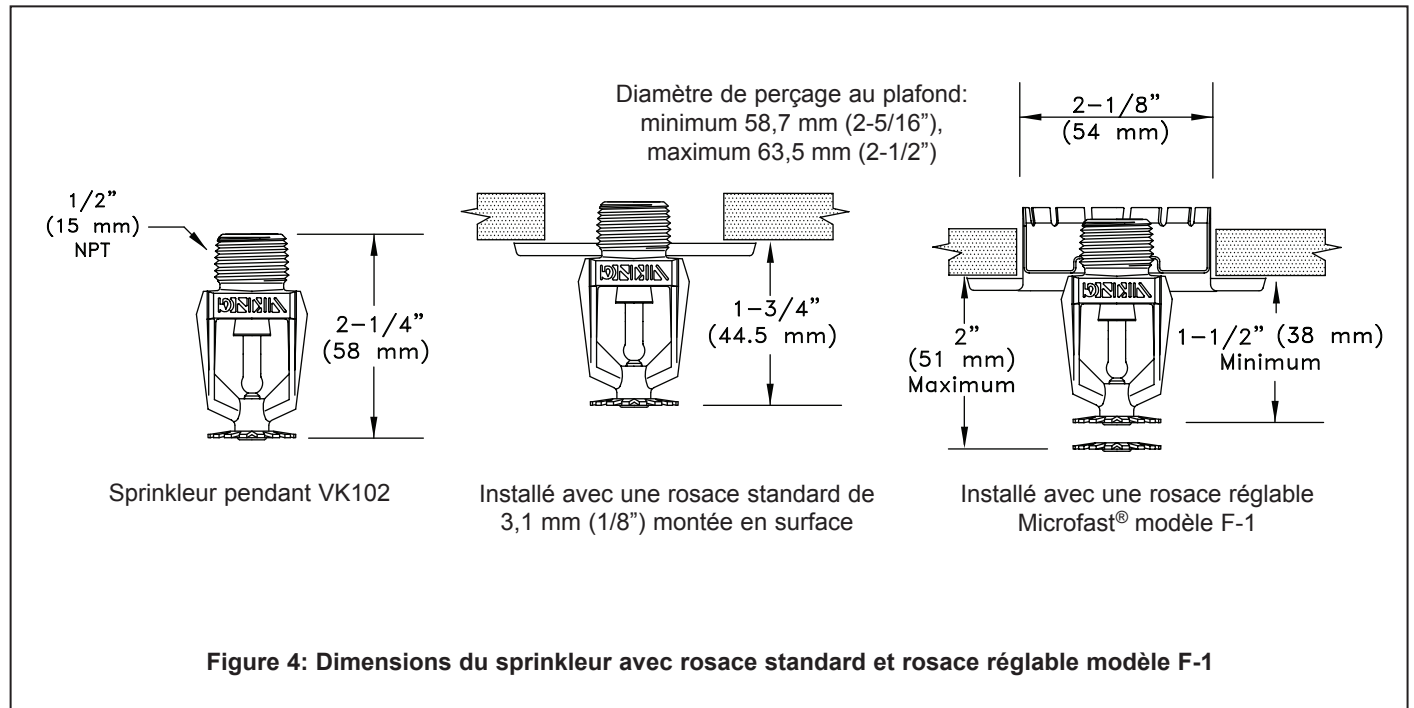 Diamètre de perçage au plafond:
minimum 58,7 mm (2-5/16”),
maximum 63,5 mm (2-1/2”)
2-1/8”
(54 mm)
1/2”
(15 mm)
NPT
2-1/4”
(58 mm)
1-3/4”
(44.5 mm)
2”
(51 mm)
Maximum
1-1/2” (38 mm)
Minimum
Sprinkleur pendant VK102
Installé avec une rosace standard de
3,1 mm (1/8”) montée en surface
Installé avec une rosace réglable
Microfast® modèle F-1
Figure 4: Dimensions du sprinkleur avec rosace standard et rosace réglable modèle F-1